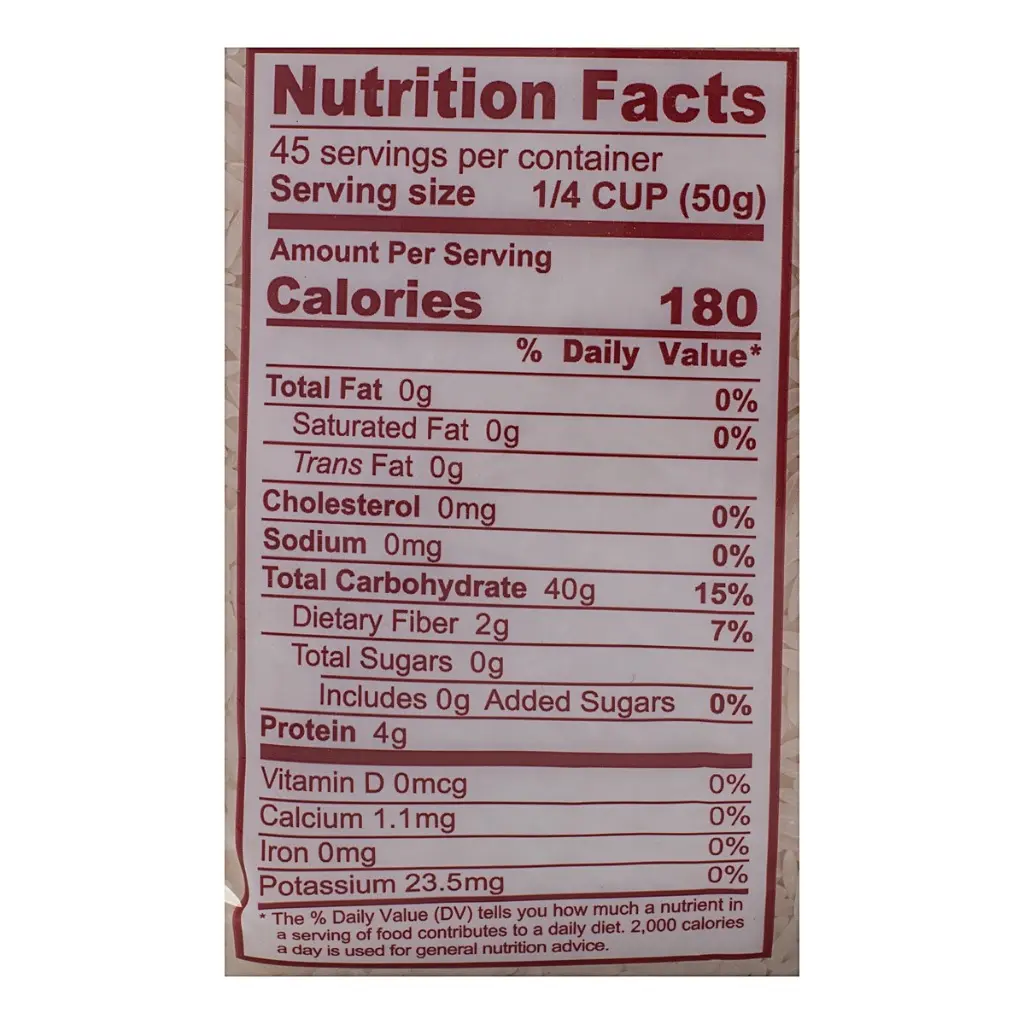 Nutrition Facts
45 servings per container
Serving size 1/4 CUP (50g)
Amount Per Serving
Calories 180
% Daily Value*
Total Fat 0g 0%
Saturated Fat 0g 0%
Trans Fat 0g
Cholesterol 0mg 0%
Sodium 0mg 0%
Total Carbohydrate 40g 15%
Dietary Fiber 2g 7%
Total Sugars 0g
Includes 0g Added Sugars 0%
Protein 4g
Vitamin D 0mcg 0%
Calcium 1.1mg 0%
Iron 0mg 0%
Potassium 23.5mg 0%
* The % Daily Value (DV) tells you how much a nutrient in
a serving of food contributes to a daily diet. 2,000 calories
a day is used for general nutrition advice.